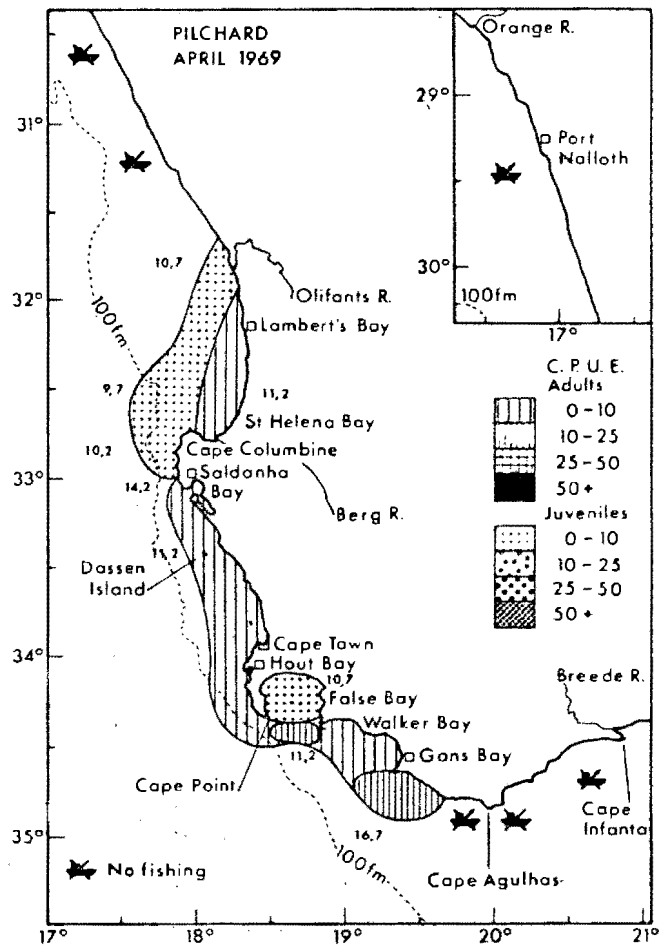 PILCHARD
APRIL 1969
Orange R.
29°
Port
Nalloth
30°
100fm
17°
31°
10,7
32°
100fm
Olifants R.
Lambert's Bay
9,7
11,2
St Helena Bay
10,2
Cape Columbine
33°
Saldanha
Bay
14,2
Berg R.
C. P. U. E.
Adults
0-10
10-25
25-50
50+
Juveniles
0-10
10-25
25-50
50+
Dassen
Island
34°
Cape Town
Hout Bay
10,7
False Bay
Breede R.
Walker Bay
Gans Bay
11,2
Cape Point
Cape
Infanta
35°
16,7
100fm
No fishing
Cape Agulhas
17°
18°
19°
20°
21°